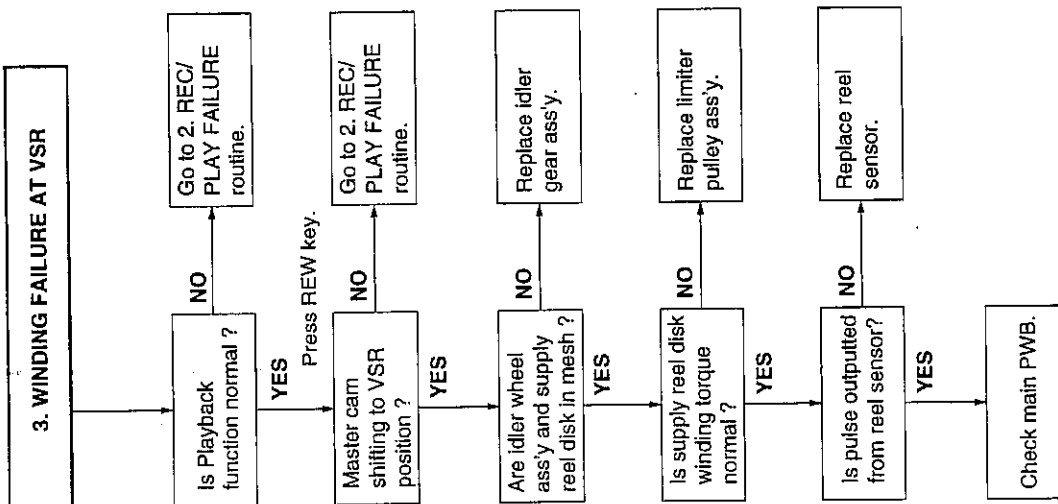 3. WINDING FAILURE AT VSR
Is Playback
function normal ?
NO
Go to 2. REC/
PLAY FAILURE
routine.
YES
Press REW key.
Master cam
shifting to VSR
position ?
NO
Go to 2. REC/
PLAY FAILURE
routine.
YES
Are idler wheel
ass'y and supply
reel disk in mesh ?
NO
Replace idler
gear ass'y.
YES
Is supply reel disk
winding torque
normal ?
NO
Replace limiter
pulley ass'y.
YES
Is pulse outputted
from reel sensor?
NO
Replace reel
sensor.
YES
Check main PWB.